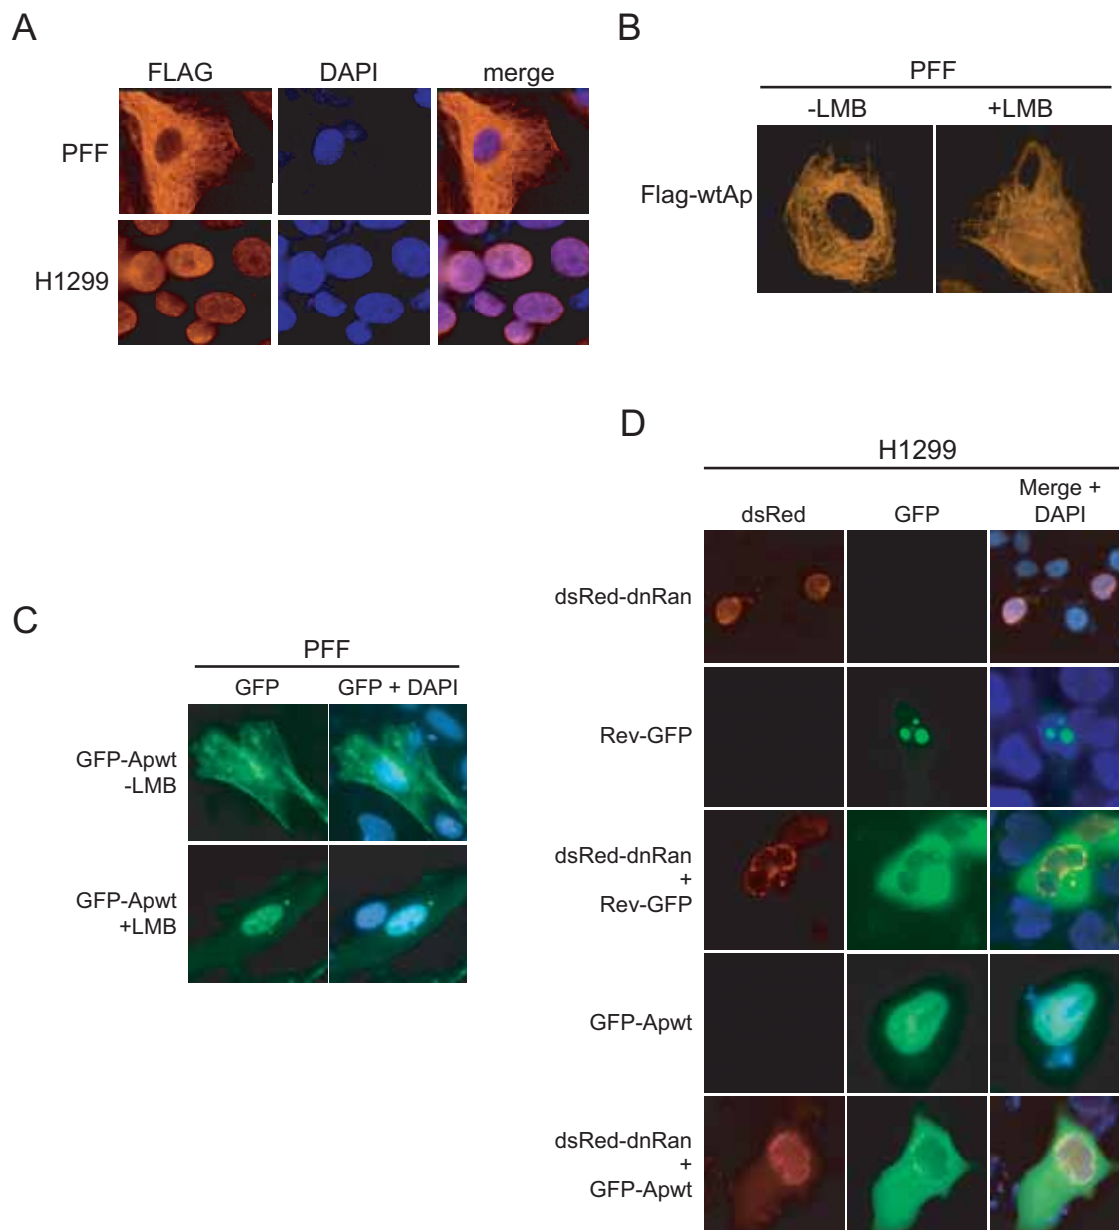 A
FLAG DAPI merge
PFF
H1299
B
PFF
-LMB +LMB
Flag-wtAp
C
PFF
GFP GFP + DAPI
GFP-Apwt
-LMB
GFP-Apwt
+LMB
D
H1299
dsRed GFP Merge +
DAPI
dsRed-dnRan
Rev-GFP
dsRed-dnRan
+
Rev-GFP
GFP-Apwt
dsRed-dnRan
+
GFP-Apwt